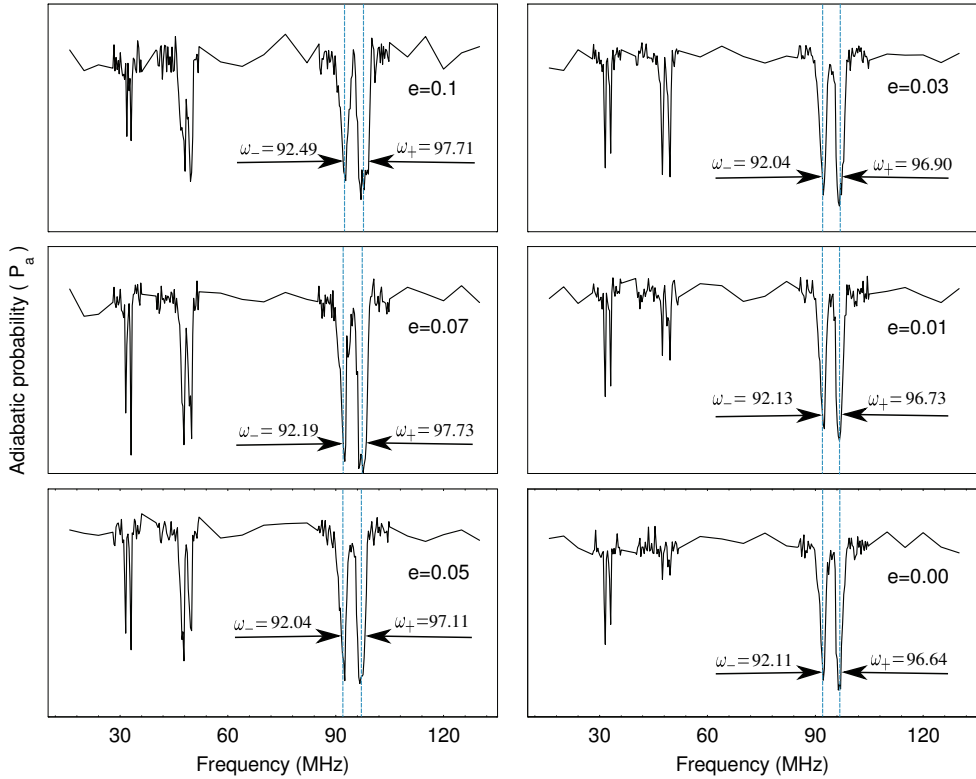 e=0.1
ω₋=92.49
ω₊=97.71
e=0.03
ω₋=92.04
ω₊=96.90
Adiabatic probability ( P_a )
e=0.07
ω₋=92.19
ω₊=97.73
e=0.01
ω₋=92.13
ω₊=96.73
e=0.05
ω₋=92.04
ω₊=97.11
e=0.00
ω₋=92.11
ω₊=96.64
30 60 90 120
30 60 90 120
Frequency (MHz)
Frequency (MHz)